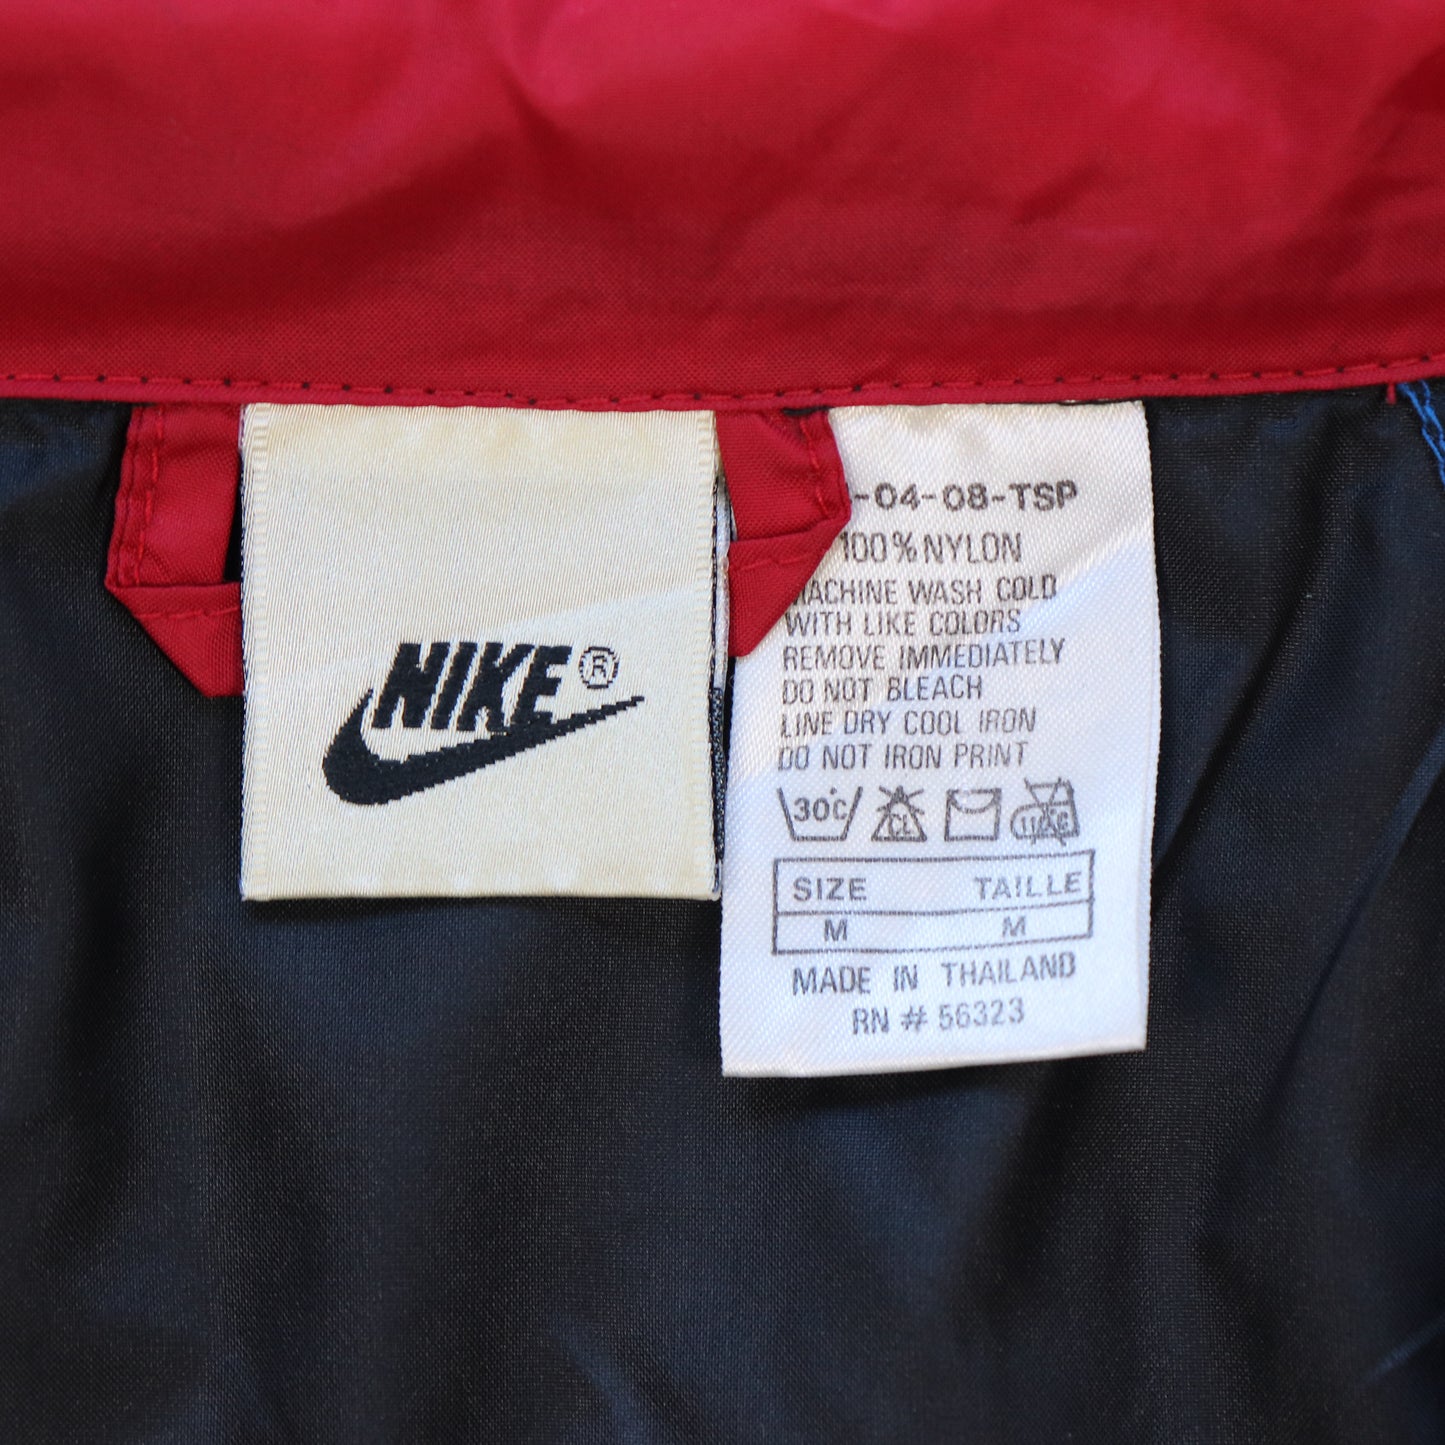 NIKE®
-04-08-TSP
100% NYLON
MACHINE WASH COLD
WITH LIKE COLORS
REMOVE IMMEDIATELY
DO NOT BLEACH
LINE DRY COOL IRON
DO NOT IRON PRINT
30°C CL
SIZE TAILLE
M M
MADE IN THAILAND
RN # 56323